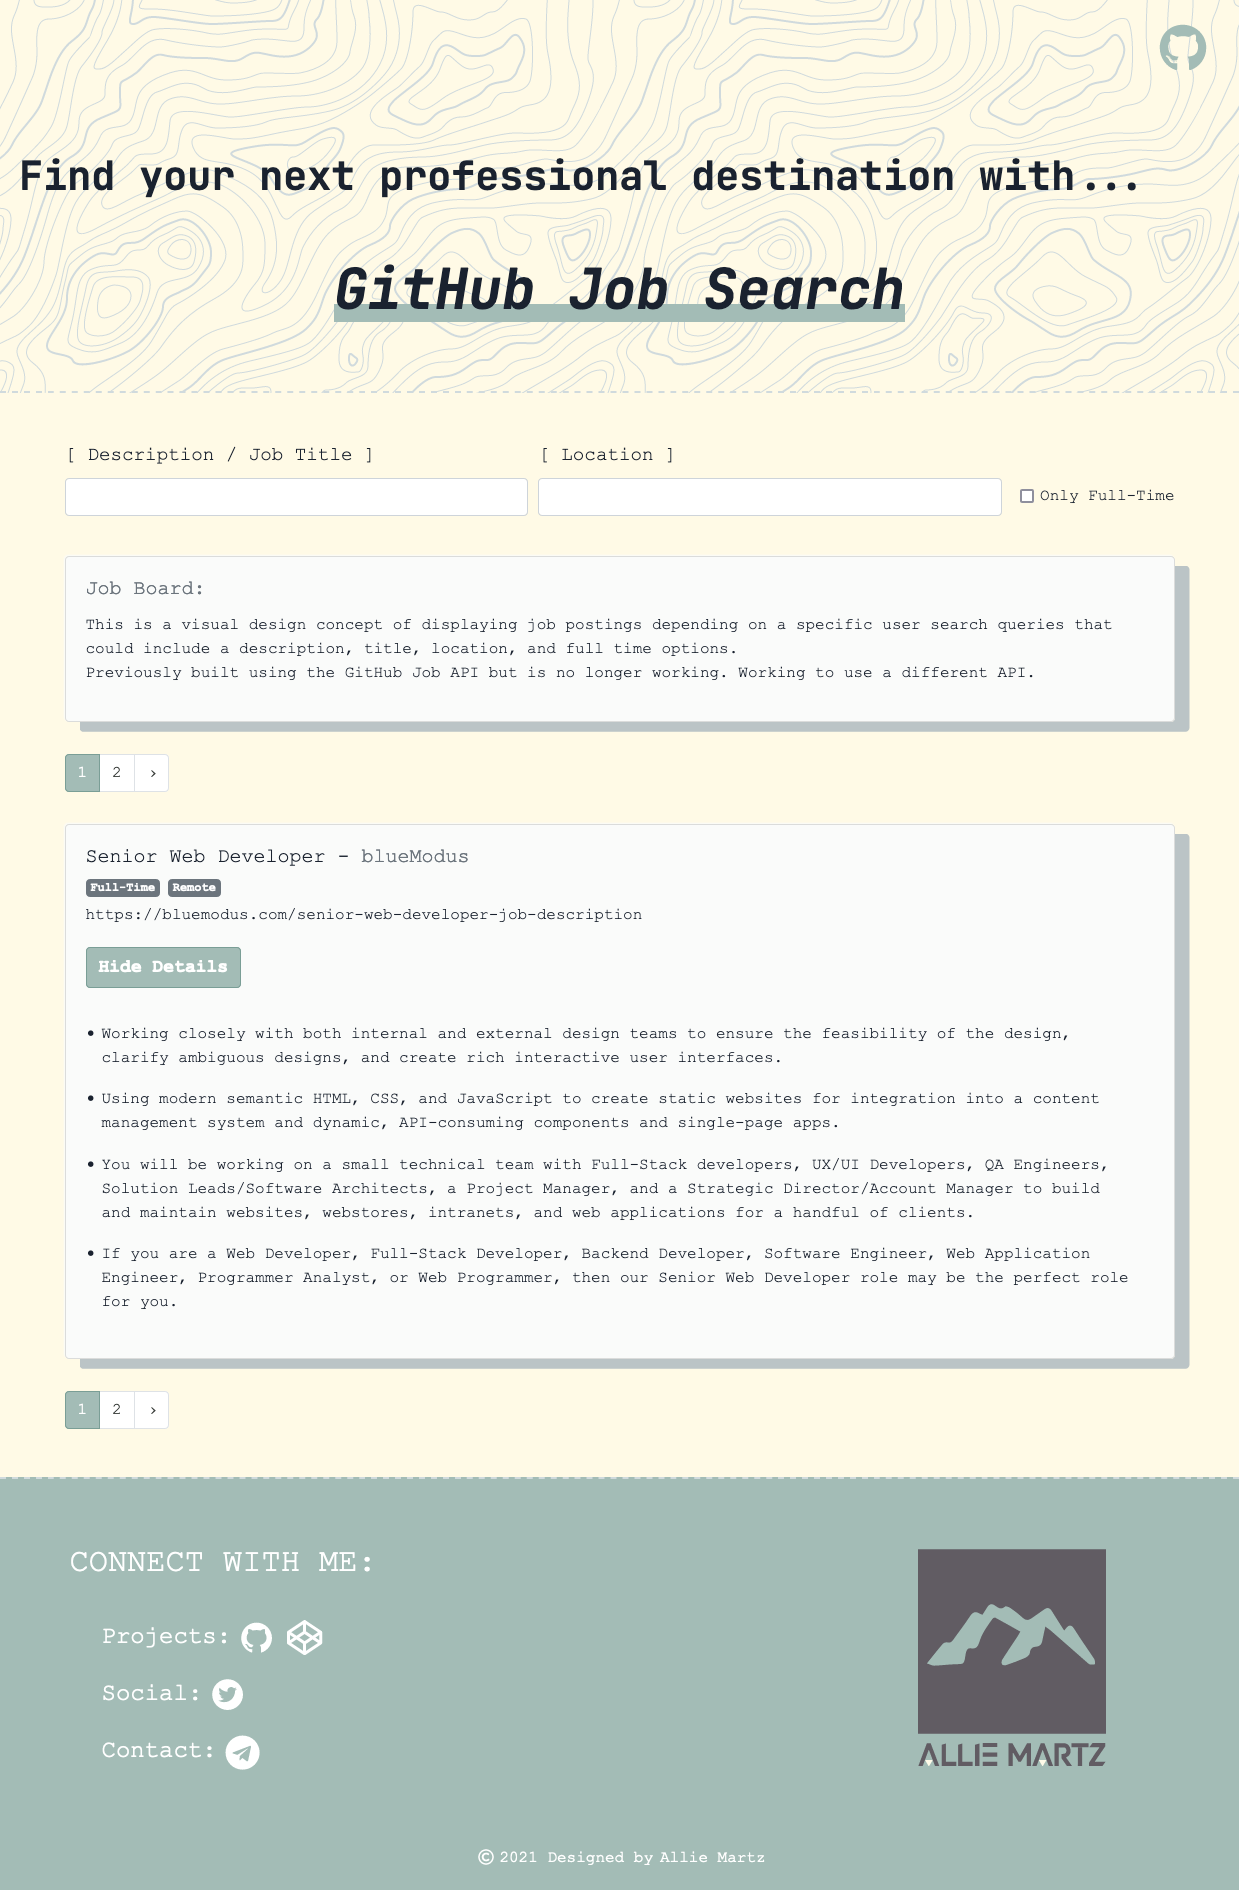 Find your next professional destination with...
GitHub Job Search
[ Description / Job Title ]
[ Location ]
Only Full-Time
Job Board:
This is a visual design concept of displaying job postings depending on a specific user search queries that
could include a description, title, location, and full time options.
Previously built using the GitHub Job API but is no longer working. Working to use a different API.
1 2 ›
Senior Web Developer - blueModus
Full-Time Remote
https://bluemodus.com/senior-web-developer-job-description
Hide Details
• Working closely with both internal and external design teams to ensure the feasibility of the design,
clarify ambiguous designs, and create rich interactive user interfaces.
• Using modern semantic HTML, CSS, and JavaScript to create static websites for integration into a content
management system and dynamic, API-consuming components and single-page apps.
• You will be working on a small technical team with Full-Stack developers, UX/UI Developers, QA Engineers,
Solution Leads/Software Architects, a Project Manager, and a Strategic Director/Account Manager to build
and maintain websites, webstores, intranets, and web applications for a handful of clients.
• If you are a Web Developer, Full-Stack Developer, Backend Developer, Software Engineer, Web Application
Engineer, Programmer Analyst, or Web Programmer, then our Senior Web Developer role may be the perfect role
for you.
1 2 ›
CONNECT WITH ME:
Projects:
Social:
Contact:
ALLIE MARTZ
© 2021 Designed by Allie Martz